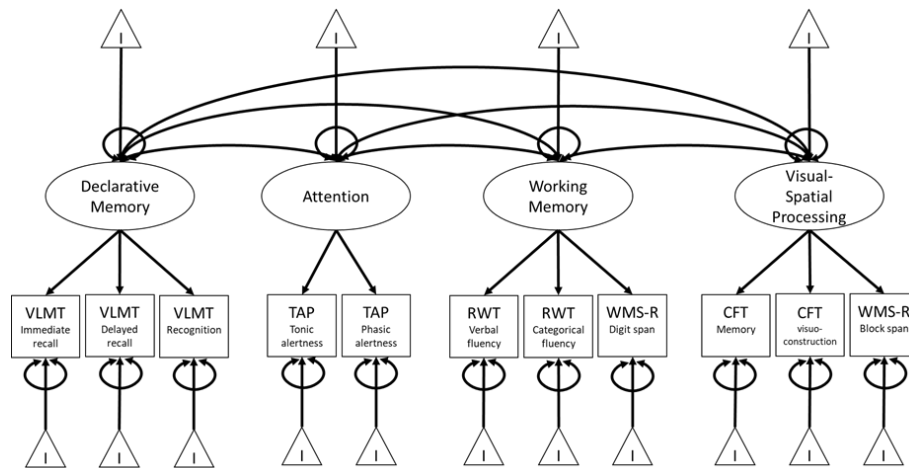 I
I
I
I
Declarative
Memory
Attention
Working
Memory
Visual-
Spatial
Processing
VLMT
Immediate
recall
VLMT
Delayed
recall
VLMT
Recognition
TAP
Tonic
alertness
TAP
Phasic
alertness
RWT
Verbal
fluency
RWT
Categorical
fluency
WMS-R
Digit span
CFT
Memory
CFT
visuo-
construction
WMS-R
Block span
I
I
I
I
I
I
I
I
I
I
I